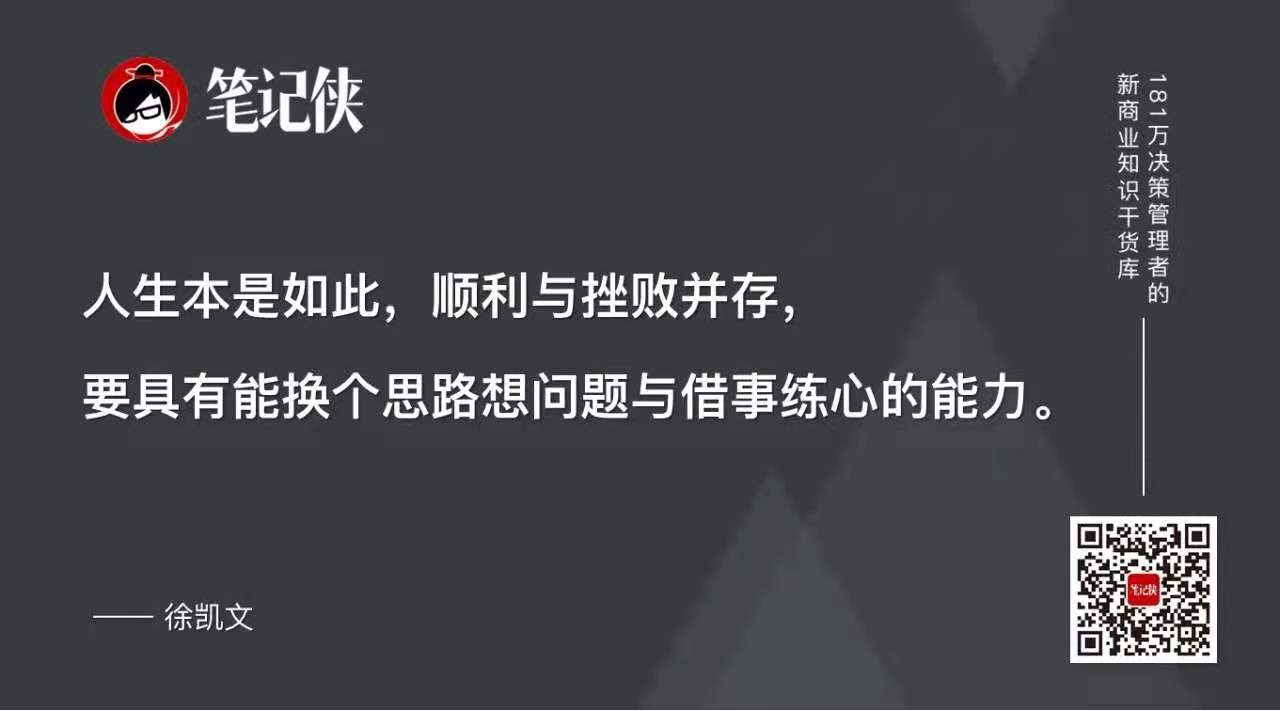 笔记侠
181万决策管理者的
新商业知识干货库
人生本是如此，顺利与挫败并存，
要具有能换个思路想问题与借事练心的能力。
—— 徐凯文
笔记侠